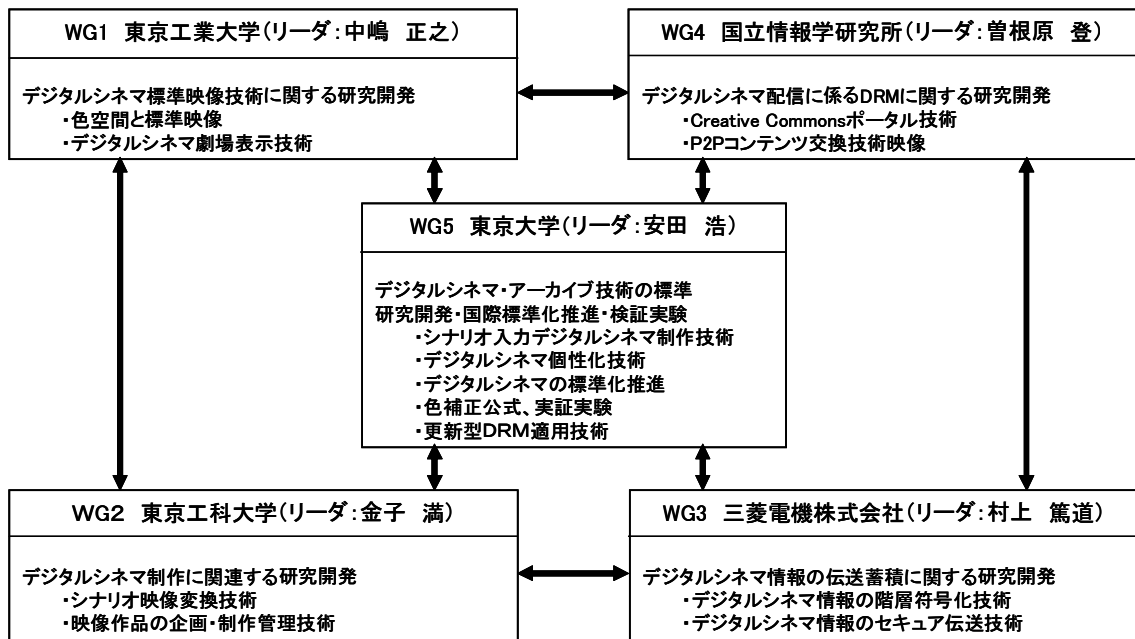 WG1 東京工業大学(リーダ:中嶋 正之)
デジタルシネマ標準映像技術に関する研究開発
・色空間と標準映像
・デジタルシネマ劇場表示技術
WG4 国立情報学研究所(リーダ:曽根原 登)
デジタルシネマ配信に係るDRMに関する研究開発
・Creative Commonsポータル技術
・P2Pコンテンツ交換技術映像
WG5 東京大学(リーダ:安田 浩)
デジタルシネマ・アーカイブ技術の標準
研究開発・国際標準化推進・検証実験
・シナリオ入力デジタルシネマ制作技術
・デジタルシネマ個性化技術
・デジタルシネマの標準化推進
・色補正公式、実証実験
・更新型DRM適用技術
WG2 東京工科大学(リーダ:金子 満)
デジタルシネマ制作に関連する研究開発
・シナリオ映像変換技術
・映像作品の企画・制作管理技術
WG3 三菱電機株式会社(リーダ:村上 篤道)
デジタルシネマ情報の伝送蓄積に関する研究開発
・デジタルシネマ情報の階層符号化技術
・デジタルシネマ情報のセキュア伝送技術